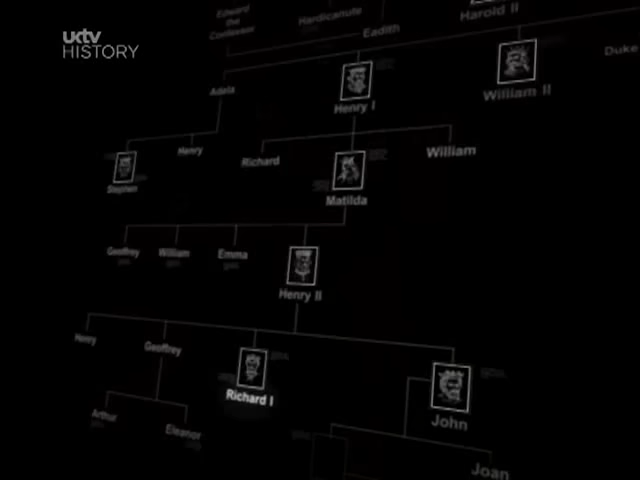 uktv
HISTORY
Edward
the
Confessor
Hardicanute
Harold II
Eadith
Duke
Adela
Henry I
William II
Stephen
Henry
Richard
Matilda
William
Geoffrey
William
Emma
Henry II
Henry
Geoffrey
Richard I
John
Arthur
Eleanor
Joan